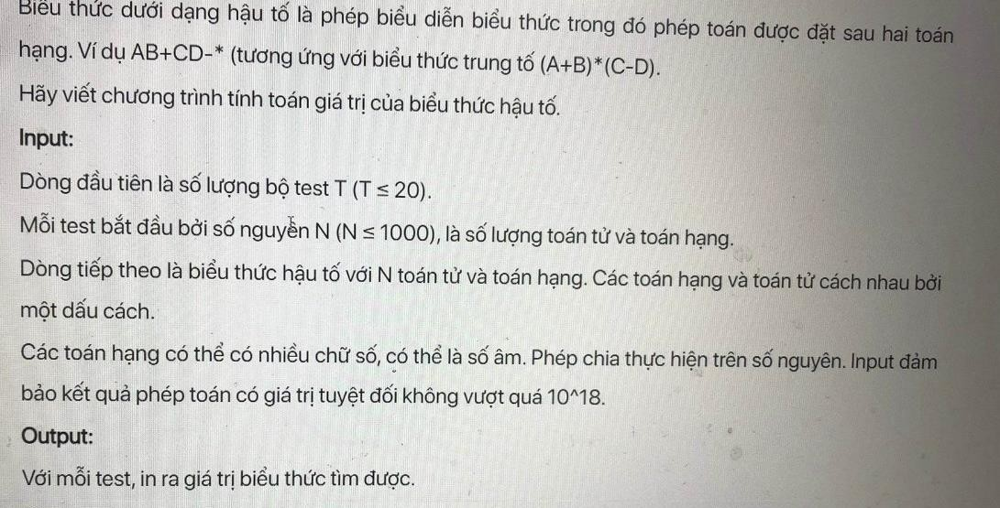 Biểu thức dưới dạng hậu tố là phép biểu diễn biểu thức trong đó phép toán được đặt sau hai toán
hạng. Ví dụ AB+CD-* (tương ứng với biểu thức trung tố (A+B)*(C-D).
Hãy viết chương trình tính toán giá trị của biểu thức hậu tố.
Input:
Dòng đầu tiên là số lượng bộ test T (T ≤ 20).
Mỗi test bắt đầu bởi số nguyên N (N ≤ 1000), là số lượng toán tử và toán hạng.
Dòng tiếp theo là biểu thức hậu tố với N toán tử và toán hạng. Các toán hạng và toán tử cách nhau bởi
một dấu cách.
Các toán hạng có thể có nhiều chữ số, có thể là số âm. Phép chia thực hiện trên số nguyên. Input đảm
bảo kết quả phép toán có giá trị tuyệt đối không vượt quá 10^18.
Output:
Với mỗi test, in ra giá trị biểu thức tìm được.